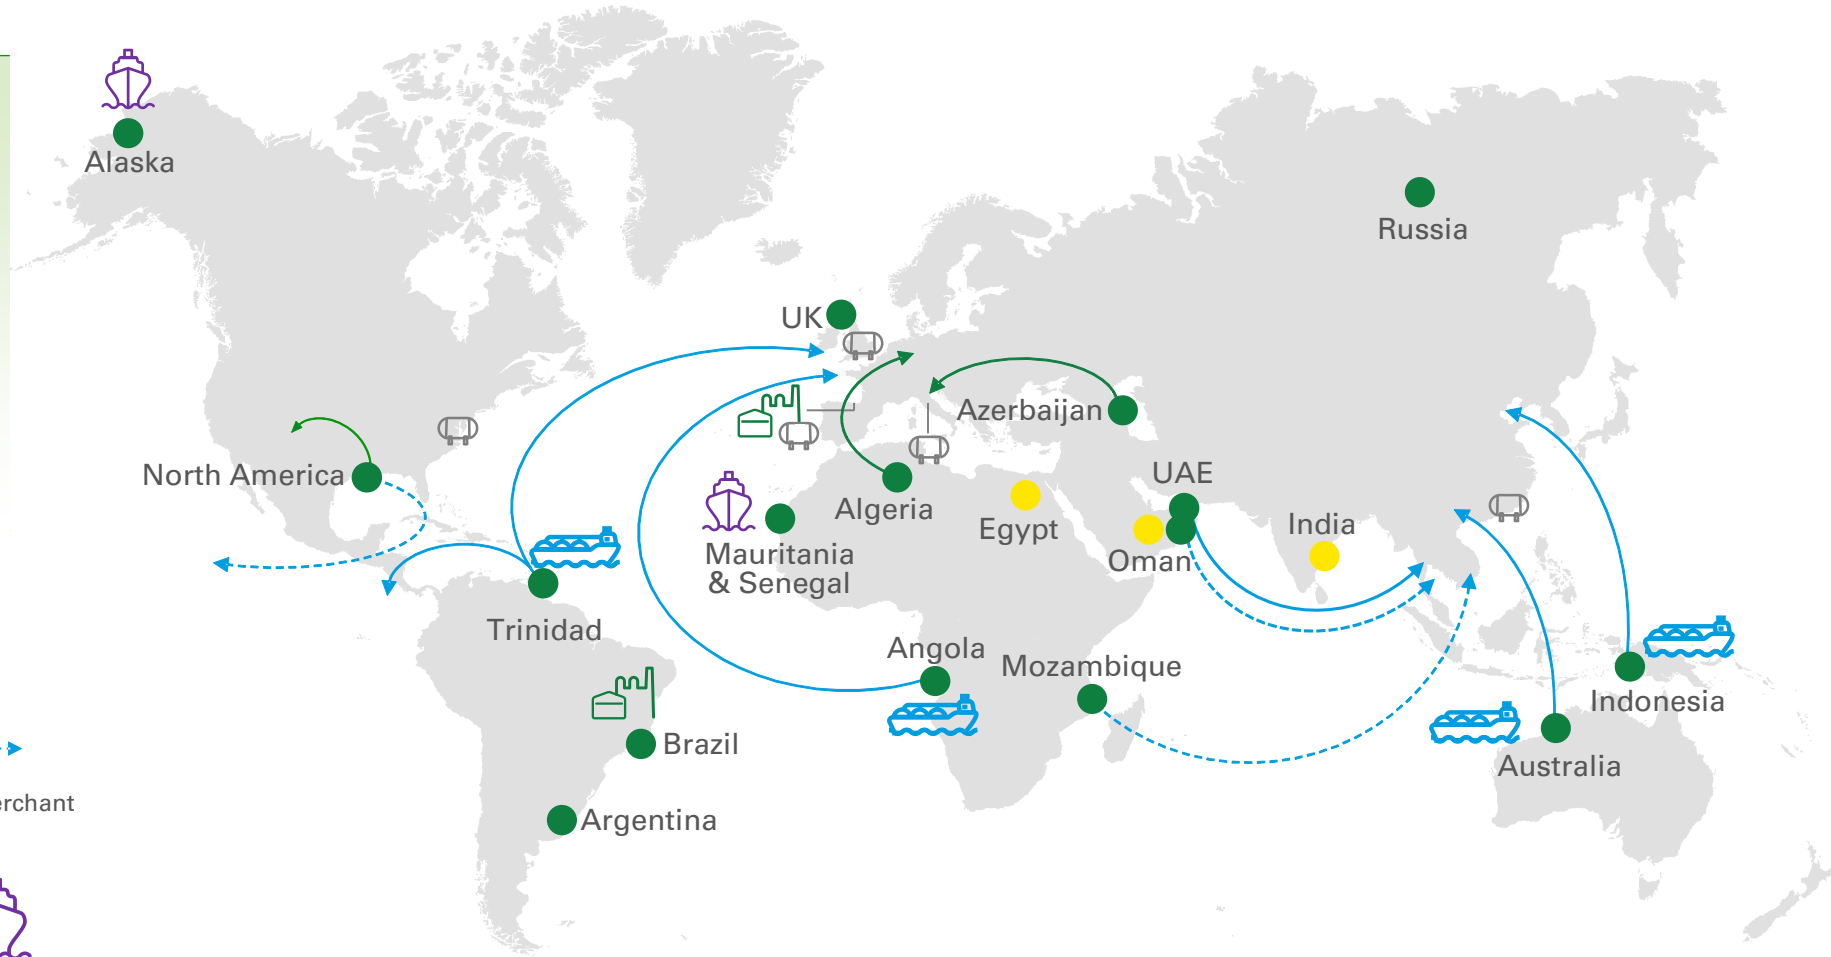 Alaska
Russia
UK
Azerbaijan
North America
UAE
Algeria
Egypt
India
Oman
Mauritania
& Senegal
Trinidad
Angola
Mozambique
Indonesia
Brazil
Australia
Argentina
erchant